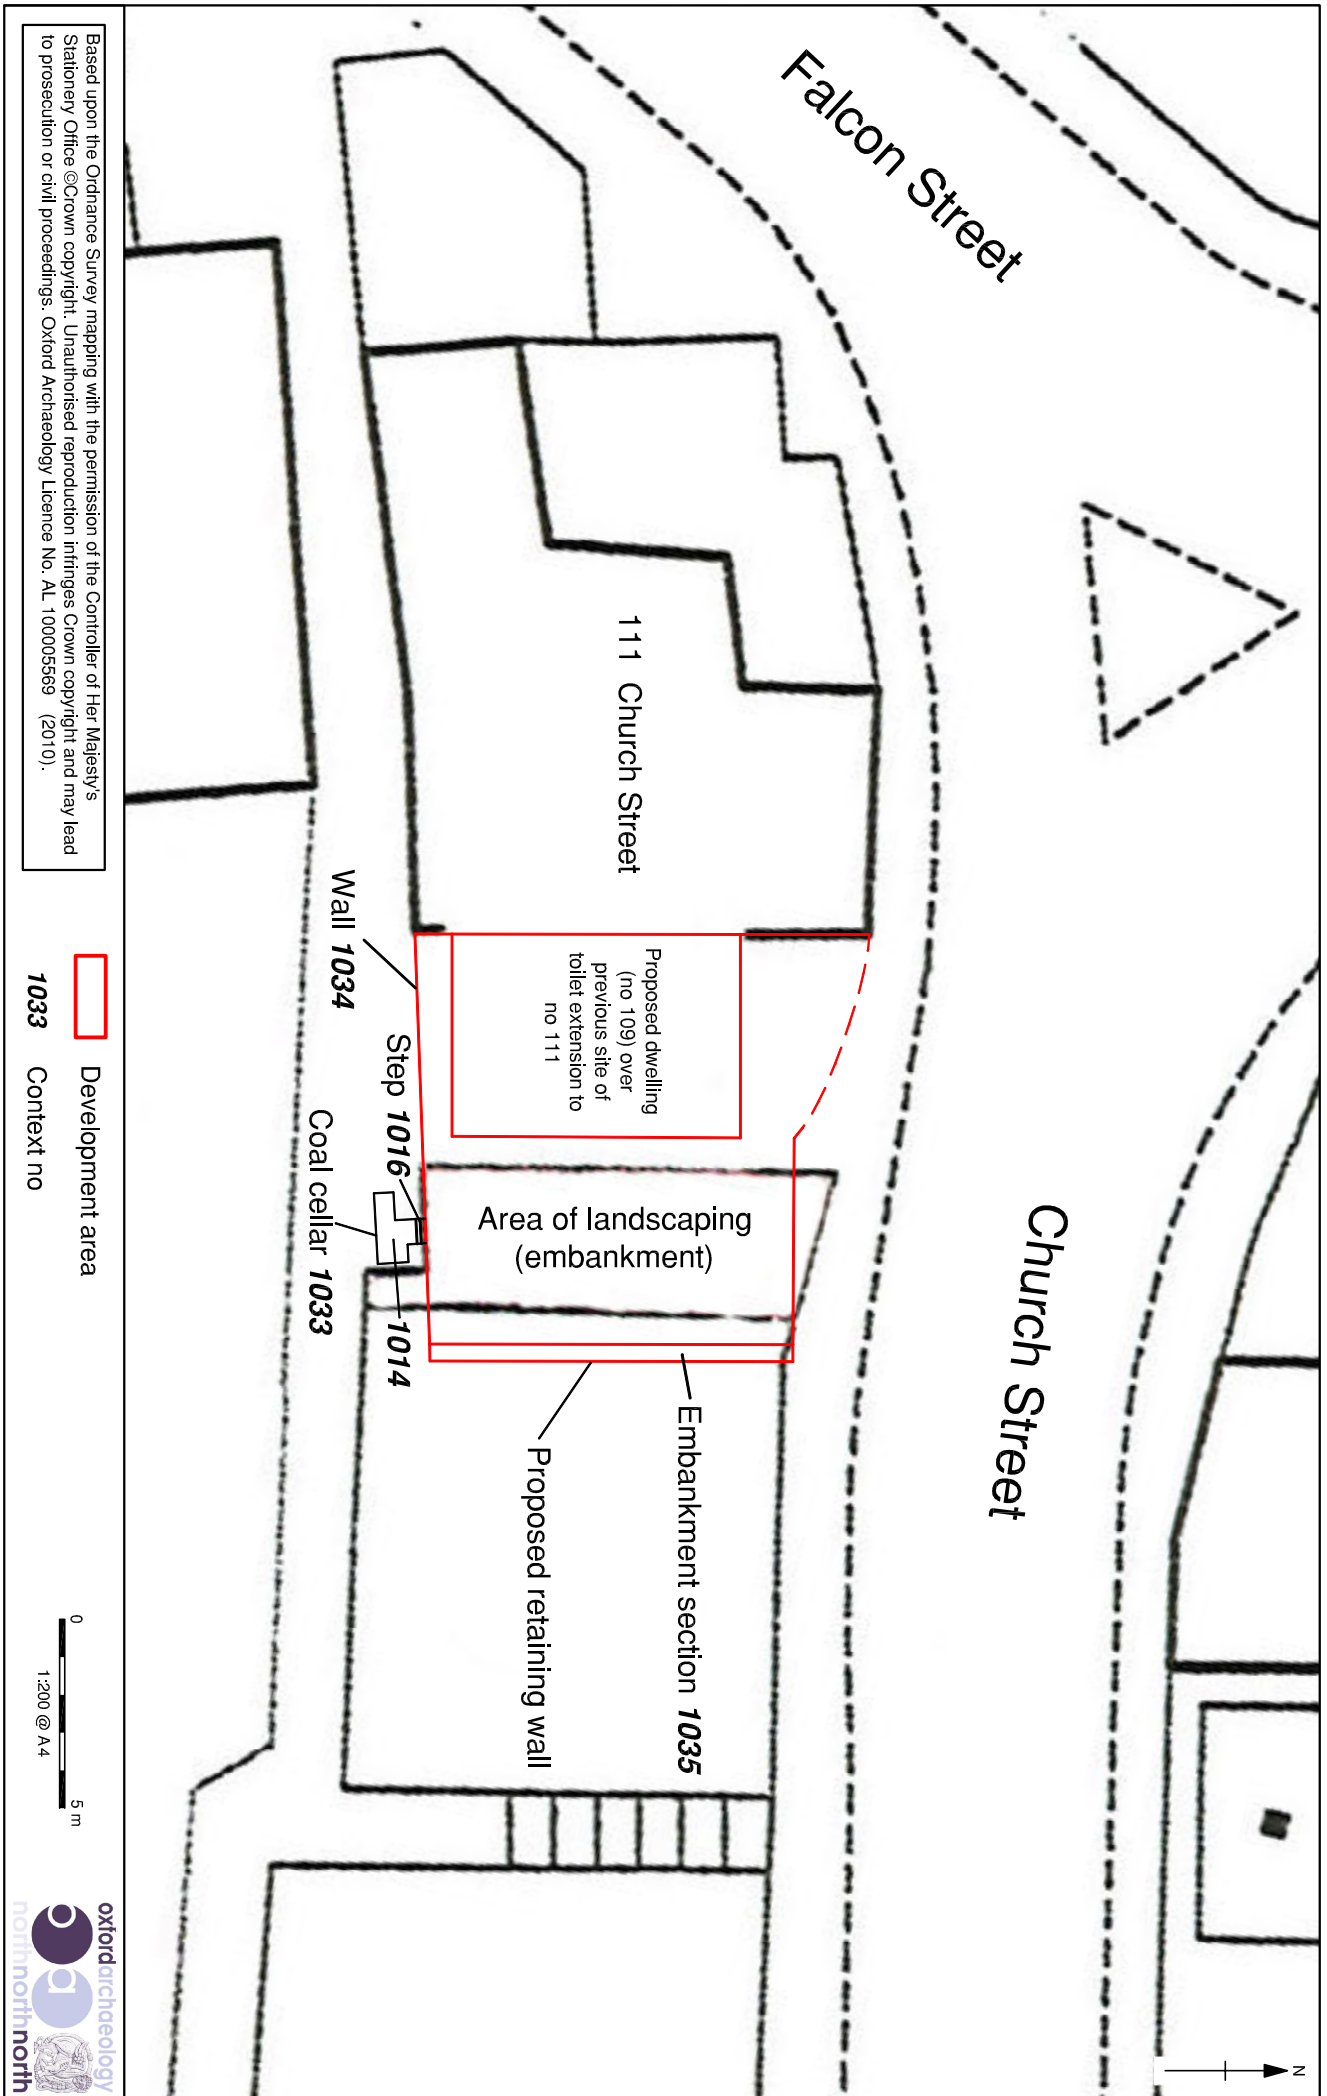 Falcon Street
N
Church Street
111 Church Street
Proposed dwelling
(no 109) over
previous site of
toilet extension to
no 111
Area of landscaping
(embankment)
Embankment section 1035
Proposed retaining wall
Wall 1034
Step 1016
1014
Coal cellar 1033
Based upon the Ordnance Survey mapping with the permission of the Controller of Her Majesty's
Stationery Office ©Crown copyright. Unauthorised reproduction infringes Crown copyright and may lead
to prosecution or civil proceedings. Oxford Archaeology Licence No. AL 100005569 (2010).
Development area
1033 Context no
0 5 m
1:200 @ A4
oxfordarchaeology
oa
northnorthnorth